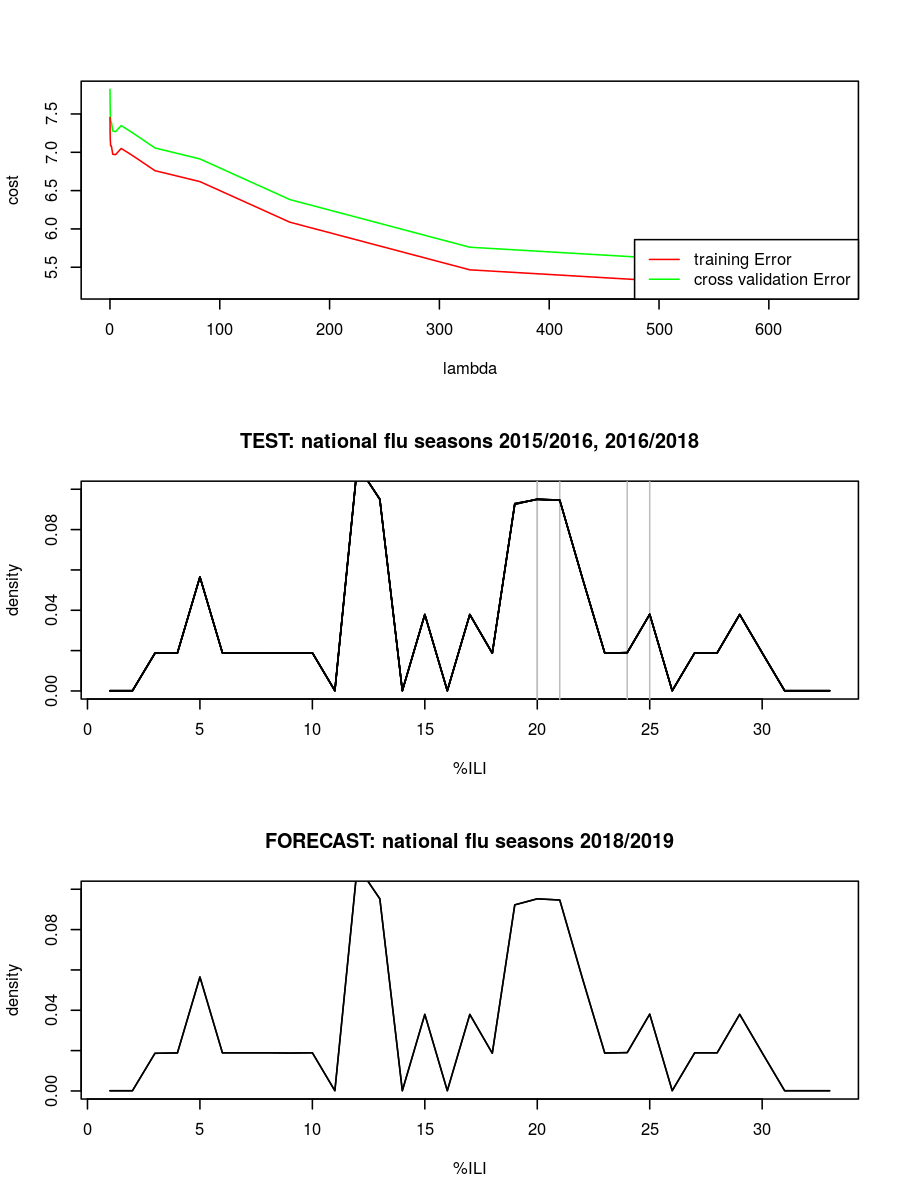 cost
7.5
7.0
6.5
6.0
5.5
training Error
cross validation Error
0 100 200 300 400 500 600
lambda
TEST: national flu seasons 2015/2016, 2016/2018
density
0.08
0.04
0.00
0 5 10 15 20 25 30
%ILI
FORECAST: national flu seasons 2018/2019
density
0.08
0.04
0.00
0 5 10 15 20 25 30
%ILI